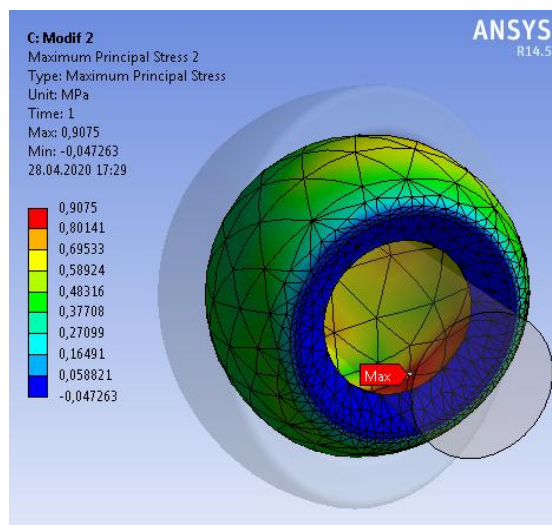 ANSYS
R14.5
C: Modif 2
Maximum Principal Stress 2
Type: Maximum Principal Stress
Unit: MPa
Time: 1
Max: 0,9075
Min: -0,047263
28.04.2020 17:29
0,9075
0,80141
0,69533
0,58924
0,48316
0,37708
0,27099
0,16491
0,058821
-0,047263
Max